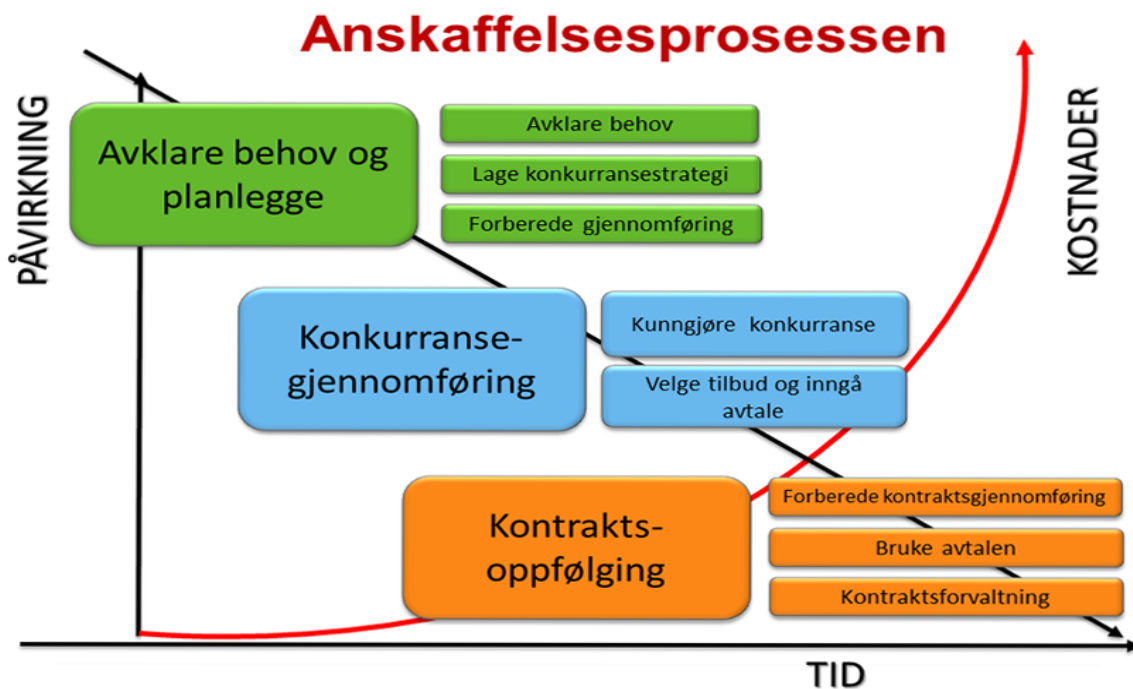 Anskaffelsesprosessen
PÅVIRKNING
KOSTNADER
Avklare behov og
planlegge
Avklare behov
Lage konkurransestrategi
Forberede gjennomføring
Konkurranse-
gjennomføring
Kunngjøre konkurranse
Velge tilbud og inngå
avtale
Kontrakts-
oppfølging
Forberede kontraktsgjennomføring
Bruke avtalen
Kontraktsforvaltning
TID